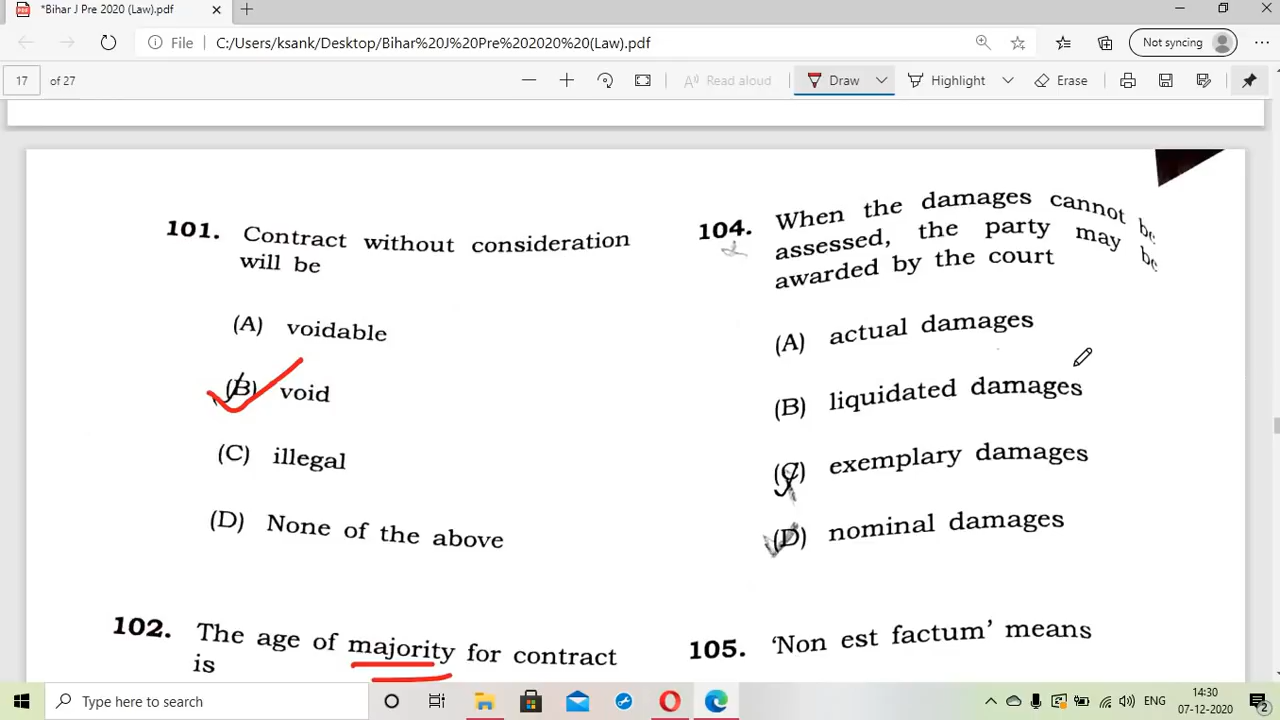 *Bihar J Pre 2020 (Law).pdf
File
C:/Users/ksank/Desktop/Bihar%20J%20Pre%202020%20(Law).pdf
Not syncing
17 of 27
Read aloud
Draw
Highlight
Erase
101. Contract without consideration
will be
(A) voidable
(B) void
(C) illegal
(D) None of the above
102. The age of majority for contract
is
104. When the damages cannot be
assessed, the party may be
awarded by the court
(A) actual damages
(B) liquidated damages
(C) exemplary damages
(D) nominal damages
105. ‘Non est factum’ means
Type here to search
ENG
14:30
07-12-2020
2